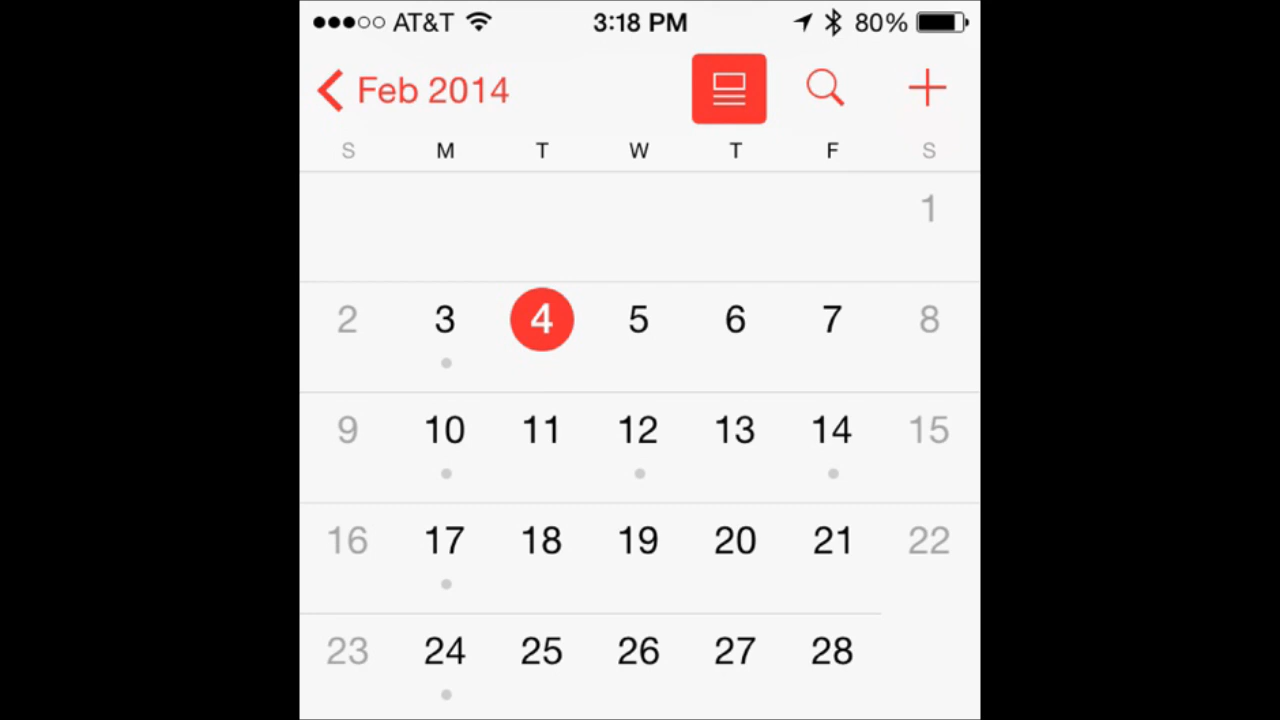 AT&T 3:18 PM 80%
Feb 2014
S M T W T F S
1
2 3 4 5 6 7 8
9 10 11 12 13 14 15
16 17 18 19 20 21 22
23 24 25 26 27 28